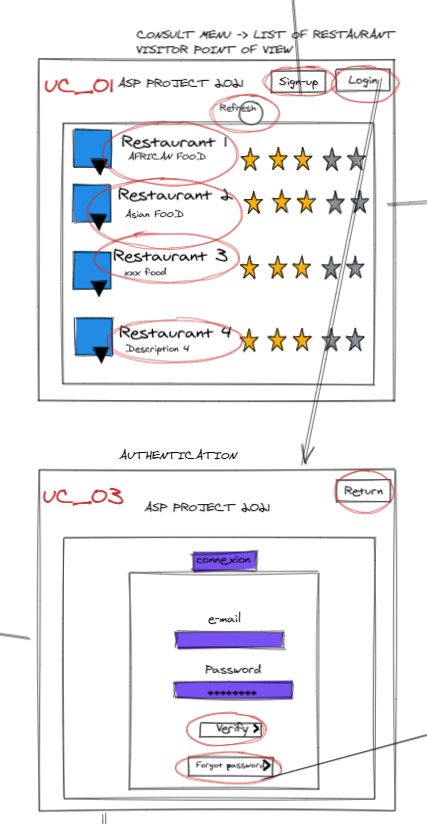 CONSULT MENU -> LIST OF RESTAURANT
VISITOR POINT OF VIEW
UC_01
ASP PROJECT 2021
Sign-up
Login
Refresh
Restaurant 1
AFRICAN FOOD
Restaurant 2
Asian FOOD
Restaurant 3
xxx food
Restaurant 4
Description 4
AUTHENTICATION
UC_03
ASP PROJECT 2021
Return
connexion
e-mail
Password
********
Verify >
Forgot password>